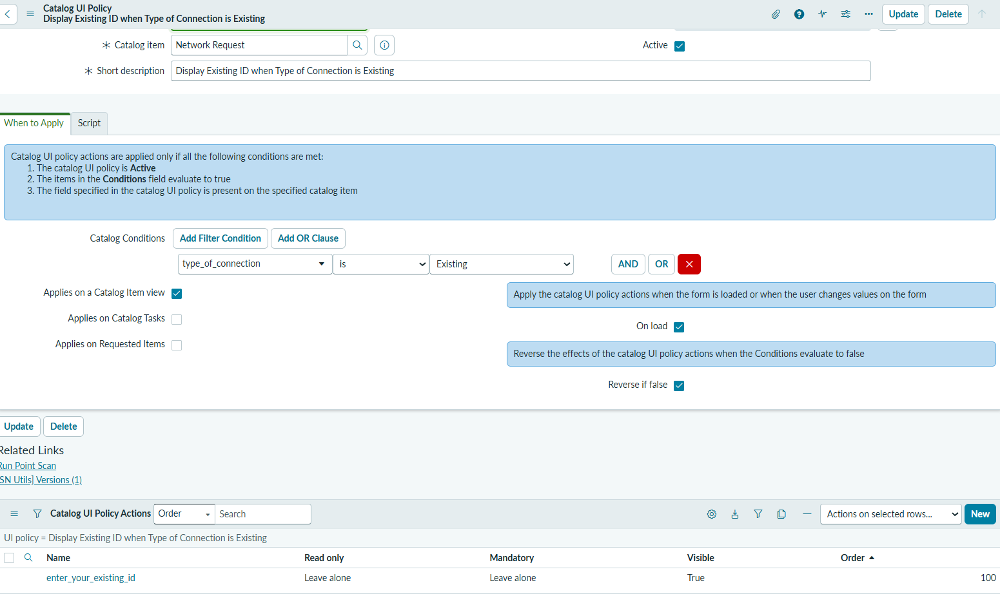 Catalog UI Policy
Display Existing ID when Type of Connection is Existing
Update
Delete
Catalog item
Network Request
Active
Short description
Display Existing ID when Type of Connection is Existing
When to Apply
Script
Catalog UI policy actions are applied only if all the following conditions are met:
1. The catalog UI policy is Active
2. The items in the Conditions field evaluate to true
3. The field specified in the catalog UI policy is present on the specified catalog item
Catalog Conditions
Add Filter Condition
Add OR Clause
type_of_connection
is
Existing
AND
OR
Applies on a Catalog Item view
Apply the catalog UI policy actions when the form is loaded or when the user changes values on the form
Applies on Catalog Tasks
On load
Applies on Requested Items
Reverse the effects of the catalog UI policy actions when the Conditions evaluate to false
Reverse if false
Update
Delete
Related Links
Run Point Scan
SN Utils] Versions (1)
Catalog UI Policy Actions
Order
Search
Actions on selected rows...
New
UI policy = Display Existing ID when Type of Connection is Existing
Name
Read only
Mandatory
Visible
Order
enter_your_existing_id
Leave alone
Leave alone
True
100